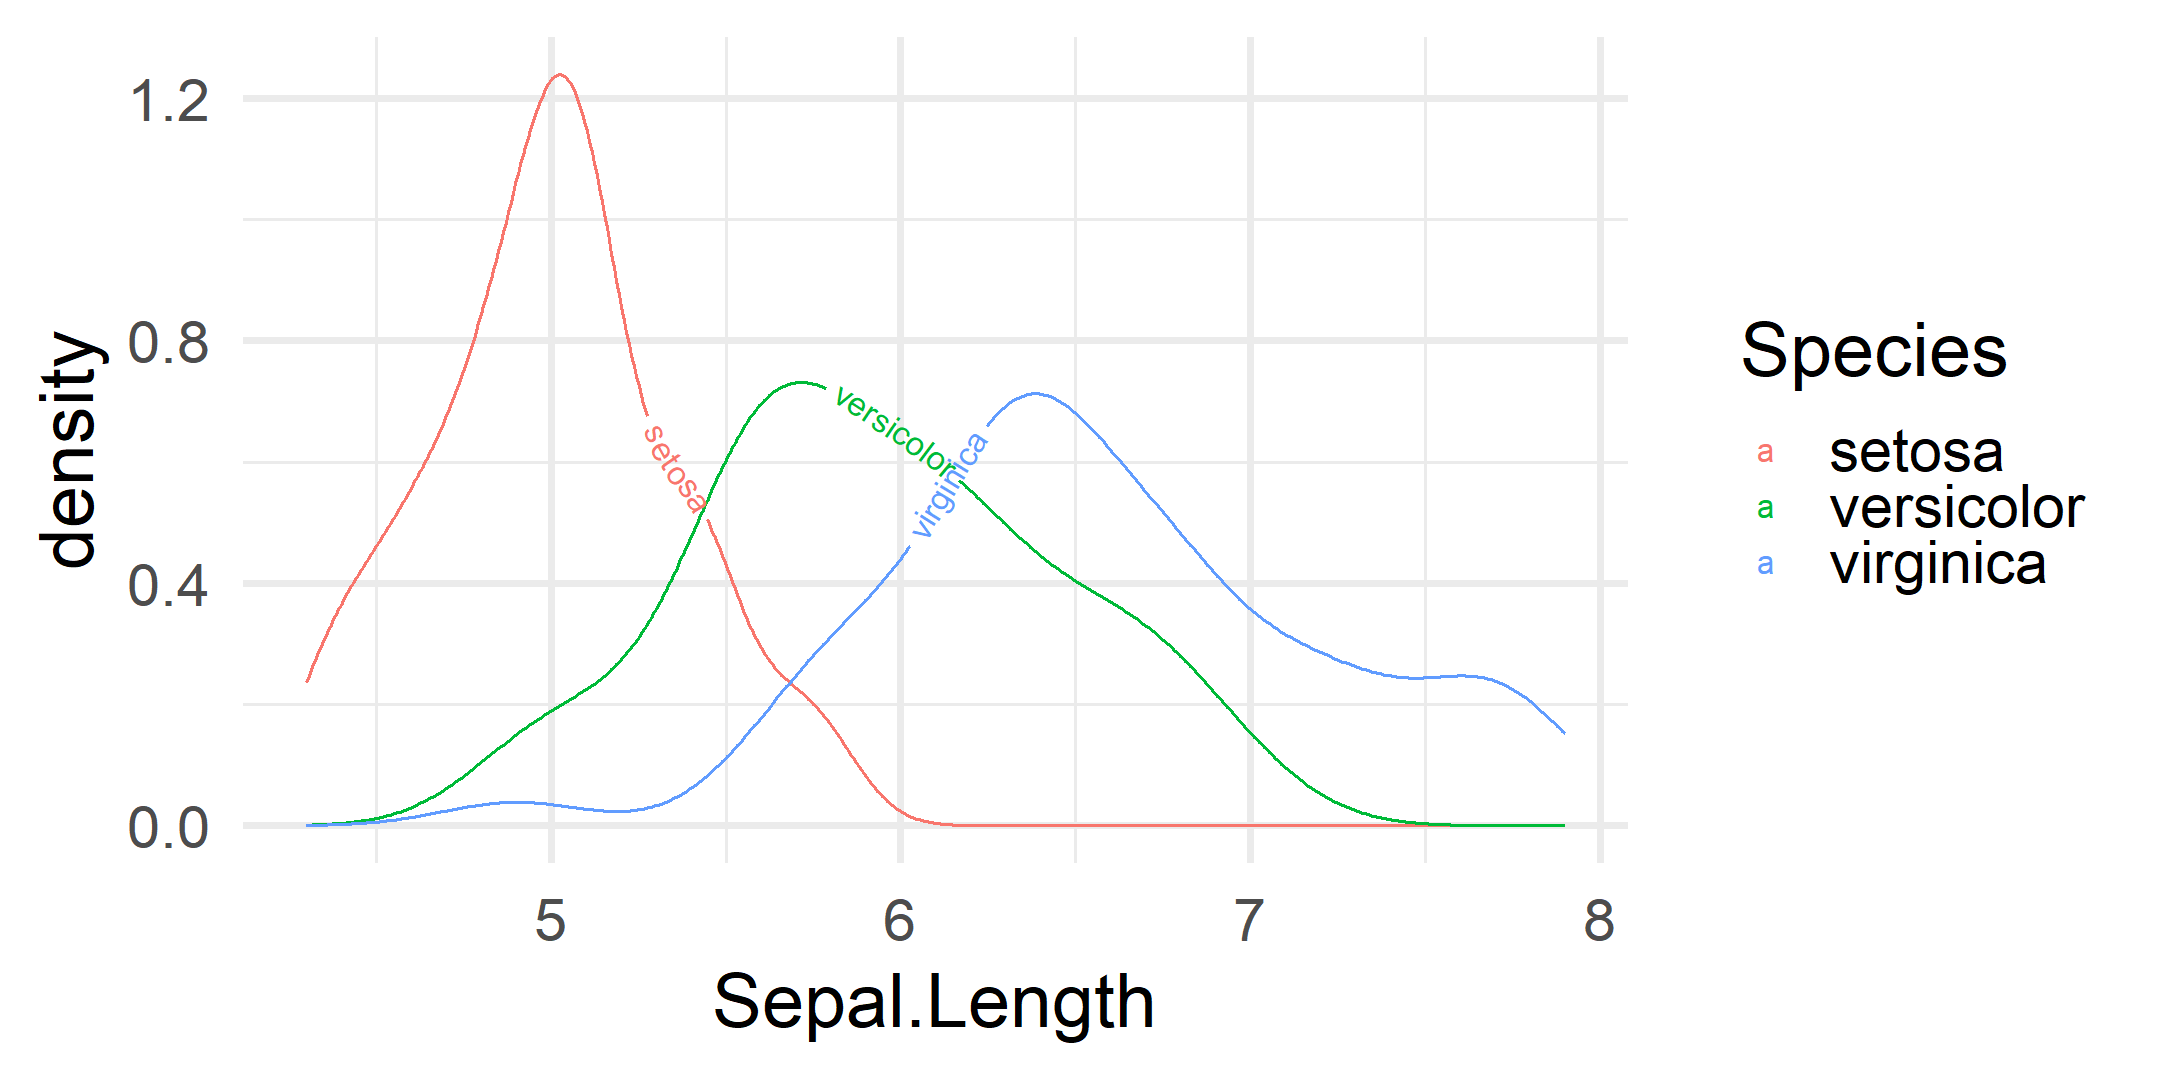 1.2
0.8
0.4
0.0
density
setosa
versicolor
virginica
5 6 7 8
Sepal.Length
Species
a setosa
a versicolor
a virginica